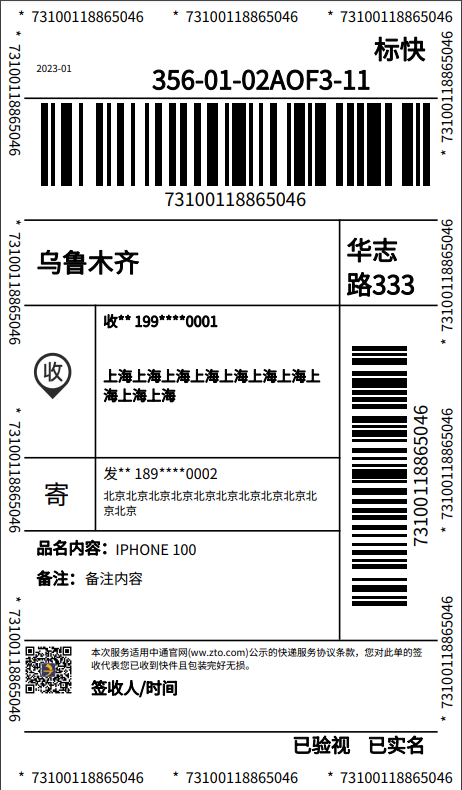 * 73100118865046 * 73100118865046 * 73100118865046
标快
2023-01
356-01-02AOF3-11
73100118865046
乌鲁木齐
华志
路333
收** 199****0001
收
上海上海上海上海上海上海上海上
海上海上海
发** 189****0002
寄
北京北京北京北京北京北京北京北京北京北
京北京
73100118865046
品名内容：IPHONE 100
备注：备注内容
本次服务适用中通官网(ww.zto.com)公示的快递服务协议条款，您对此单的签
收代表您已收到快件且包装完好无损。
签收人/时间
已验视 已实名
* 73100118865046
* 73100118865046
* 73100118865046
* 73100118865046
* 73100118865046
* 73100118865046
* 73100118865046
* 73100118865046
* 73100118865046 * 73100118865046 * 73100118865046